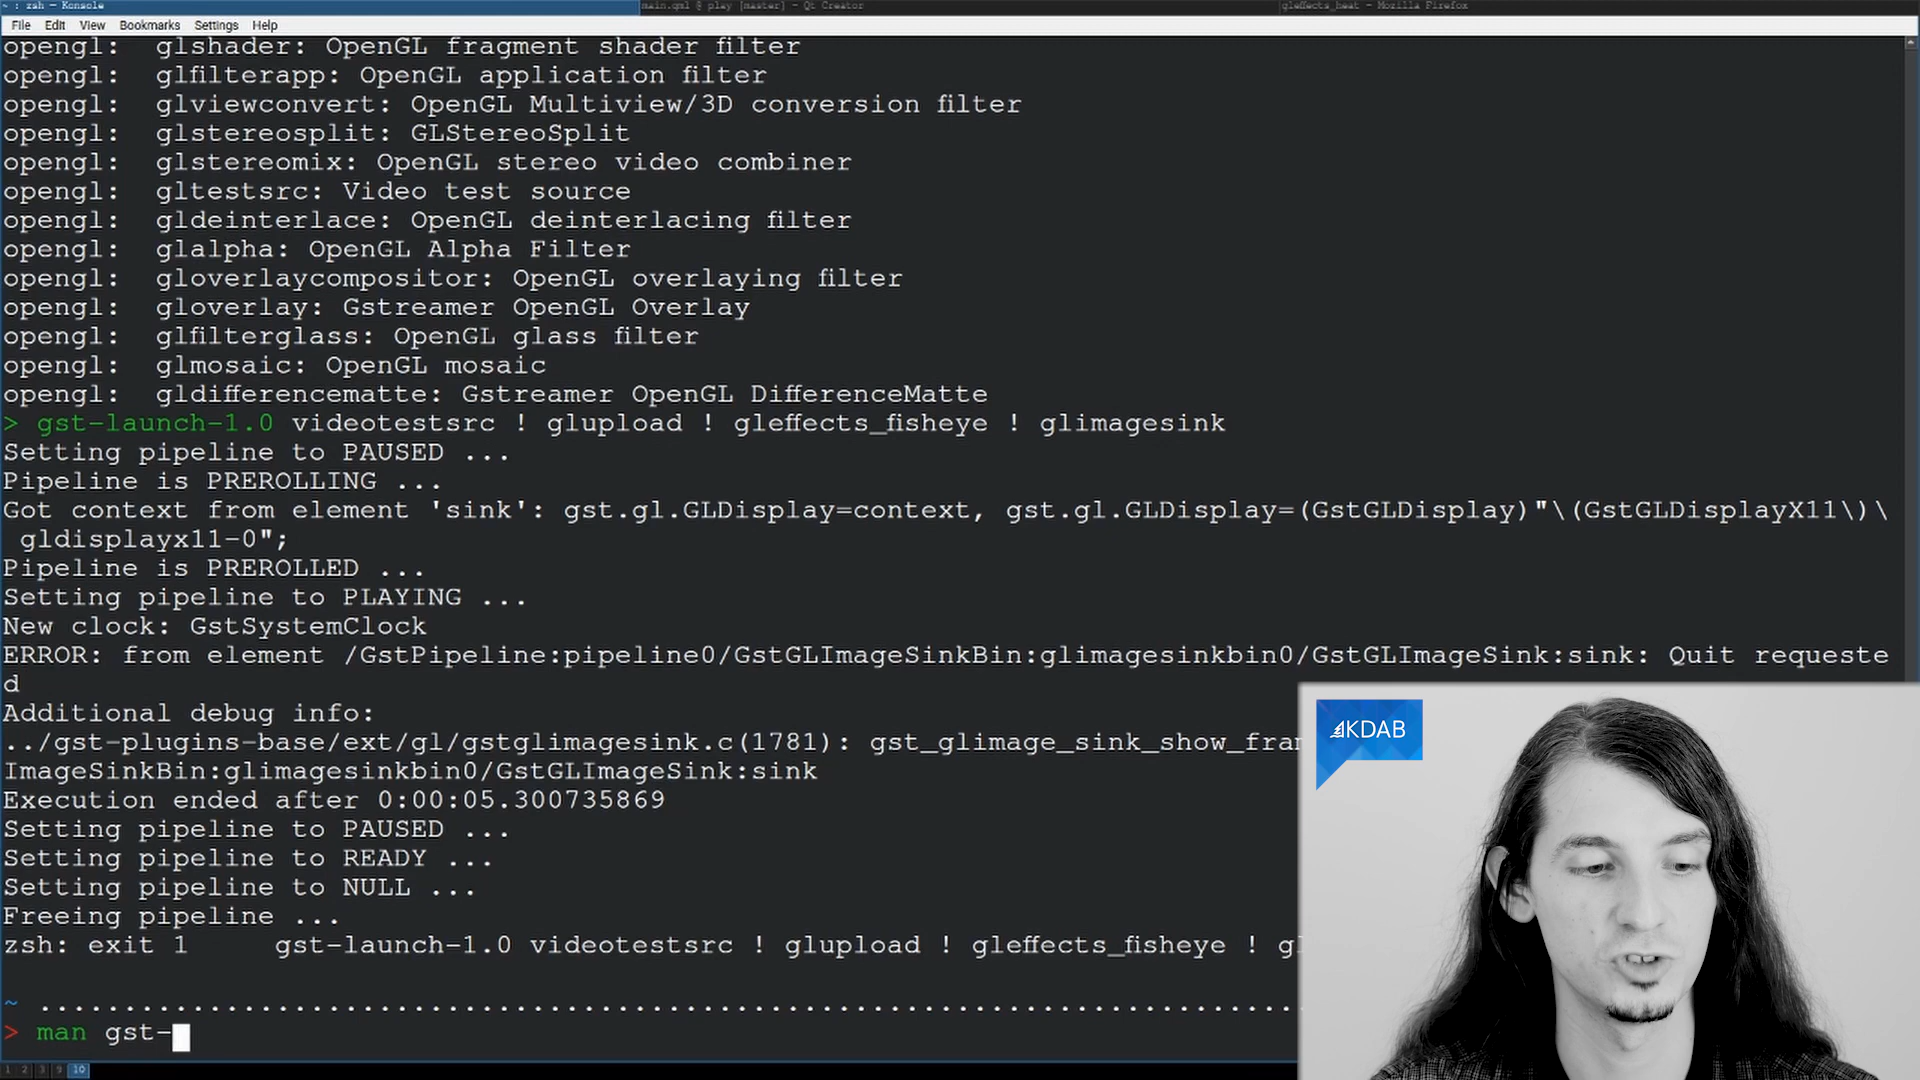 ~ : zsh — Konsole
main.qml @ play [master] - Qt Creator
gleffects_heat — Mozilla Firefox
File Edit View Bookmarks Settings Help
opengl:  glshader: OpenGL fragment shader filter
opengl:  glfilterapp: OpenGL application filter
opengl:  glviewconvert: OpenGL Multiview/3D conversion filter
opengl:  glstereosplit: GLStereoSplit
opengl:  glstereomix: OpenGL stereo video combiner
opengl:  gltestsrc: Video test source
opengl:  gldeinterlace: OpenGL deinterlacing filter
opengl:  glalpha: OpenGL Alpha Filter
opengl:  gloverlaycompositor: OpenGL overlaying filter
opengl:  gloverlay: Gstreamer OpenGL Overlay
opengl:  glfilterglass: OpenGL glass filter
opengl:  glmosaic: OpenGL mosaic
opengl:  gldifferencematte: Gstreamer OpenGL DifferenceMatte
> gst-launch-1.0 videotestsrc ! glupload ! gleffects_fisheye ! glimagesink
Setting pipeline to PAUSED ...
Pipeline is PREROLLING ...
Got context from element 'sink': gst.gl.GLDisplay=context, gst.gl.GLDisplay=(GstGLDisplay)"\(GstGLDisplayX11\)\
gldisplayx11-0";
Pipeline is PREROLLED ...
Setting pipeline to PLAYING ...
New clock: GstSystemClock
ERROR: from element /GstPipeline:pipeline0/GstGLImageSinkBin:glimagesinkbin0/GstGLImageSink:sink: Quit requeste
d
Additional debug info:
../gst-plugins-base/ext/gl/gstglimagesink.c(1781): gst_glimage_sink_show_fra
ImageSinkBin:glimagesinkbin0/GstGLImageSink:sink
Execution ended after 0:00:05.300735869
Setting pipeline to PAUSED ...
Setting pipeline to READY ...
Setting pipeline to NULL ...
Freeing pipeline ...
zsh: exit 1     gst-launch-1.0 videotestsrc ! glupload ! gleffects_fisheye ! gl
~ ..........................................................................
> man gst-
KDAB
1 2 3 9 10